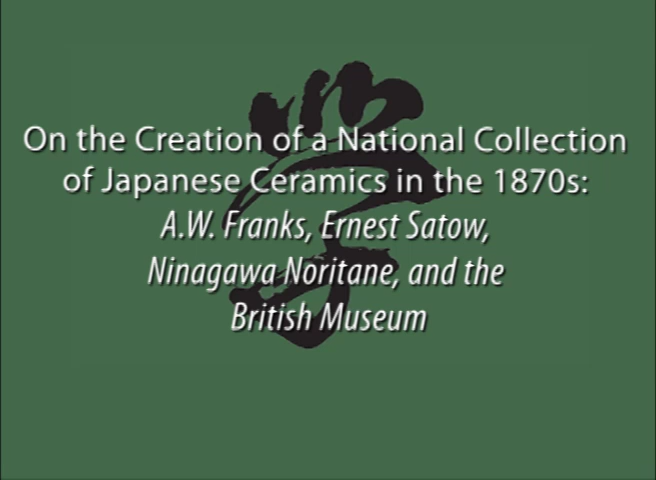 学
On the Creation of a National Collection
of Japanese Ceramics in the 1870s:
A.W. Franks, Ernest Satow,
Ninagawa Noritane, and the
British Museum